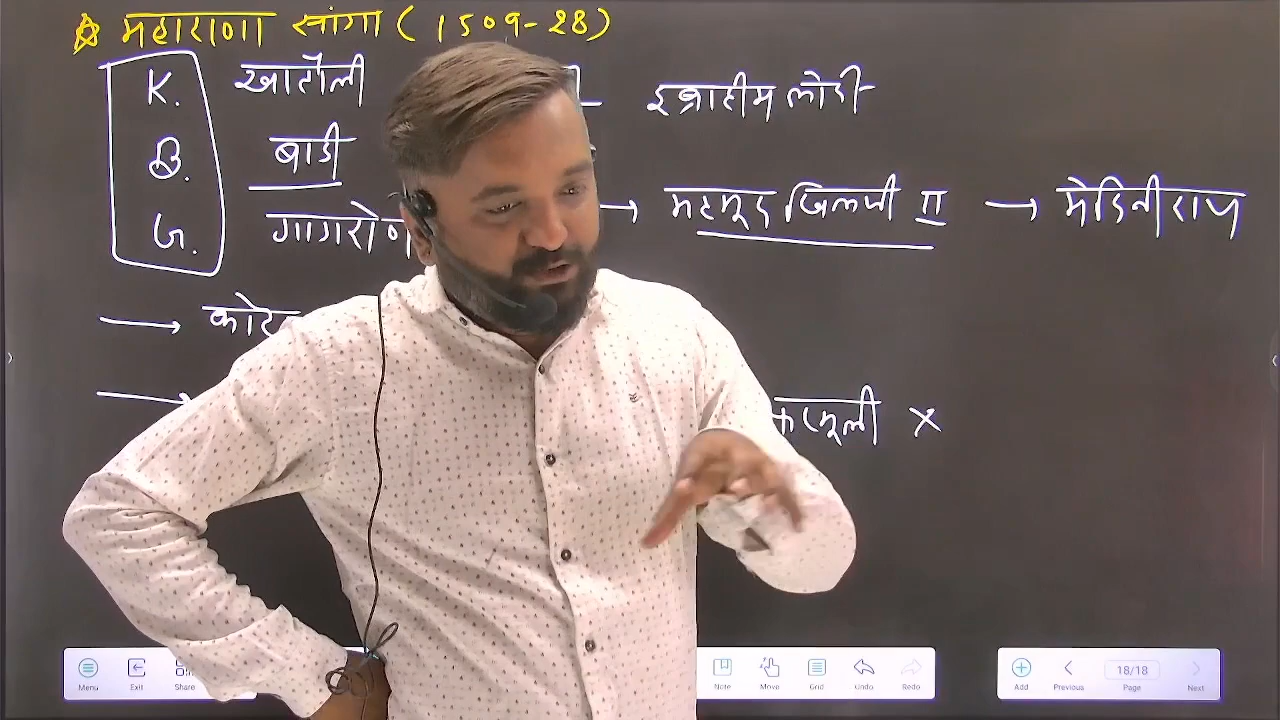 ☆ महाराणा सांगा (1509-28)
K. खातौली इब्राहीम लोदी
B. बाडी
G. गागरोण → महमूद खिलजी II → मेदिनीराय
→
→ X
Menu Exit Share Note Move Grid Undo Redo Add Previous 18/18 Page Next